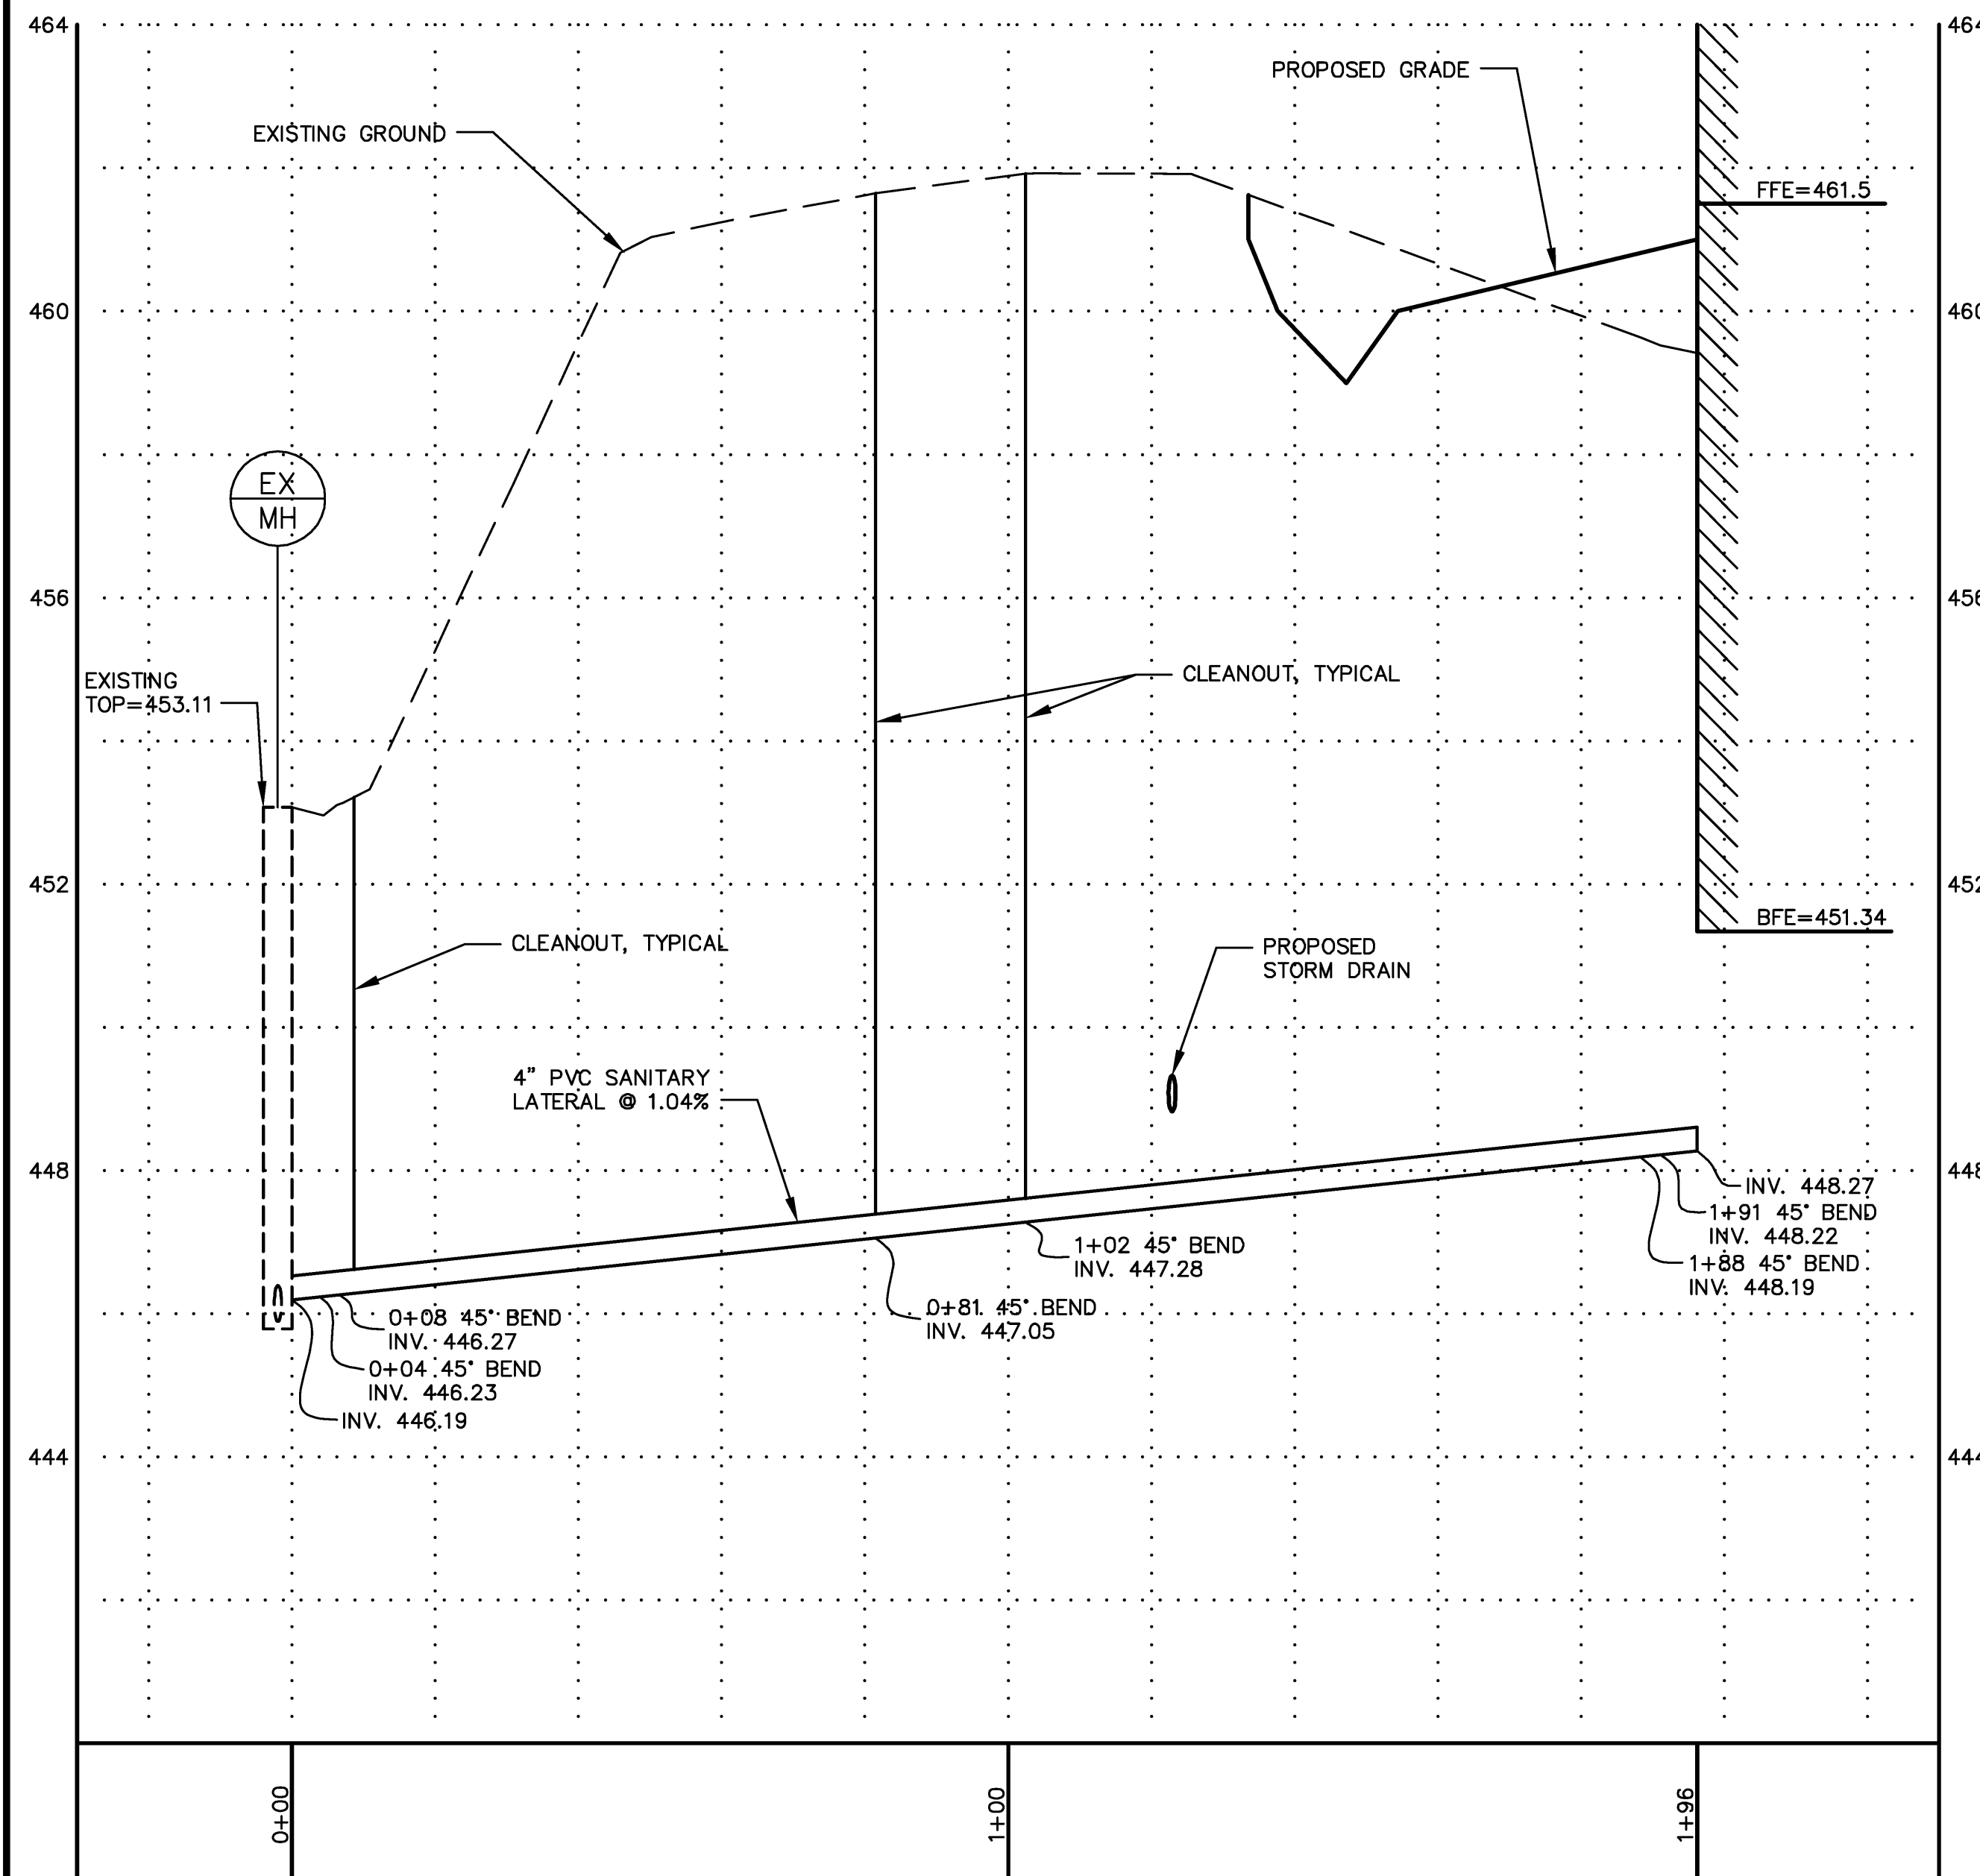 464
464
PROPOSED GRADE
EXISTING GROUND
FFE=461.5
460
460
EX
MH
456
456
EXISTING
TOP=453.11
CLEANOUT, TYPICAL
452
452
BFE=451.34
CLEANOUT, TYPICAL
PROPOSED
STORM DRAIN
4" PVC SANITARY
LATERAL @ 1.04%
448
448
INV. 448.27
1+91 45° BEND
INV. 448.22
1+88 45° BEND
INV. 448.19
1+02 45° BEND
INV. 447.28
0+81 45° BEND
INV. 447.05
0+08 45° BEND
INV. 446.27
0+04 45° BEND
INV. 446.23
INV. 446.19
444
444
0+00
1+00
1+96